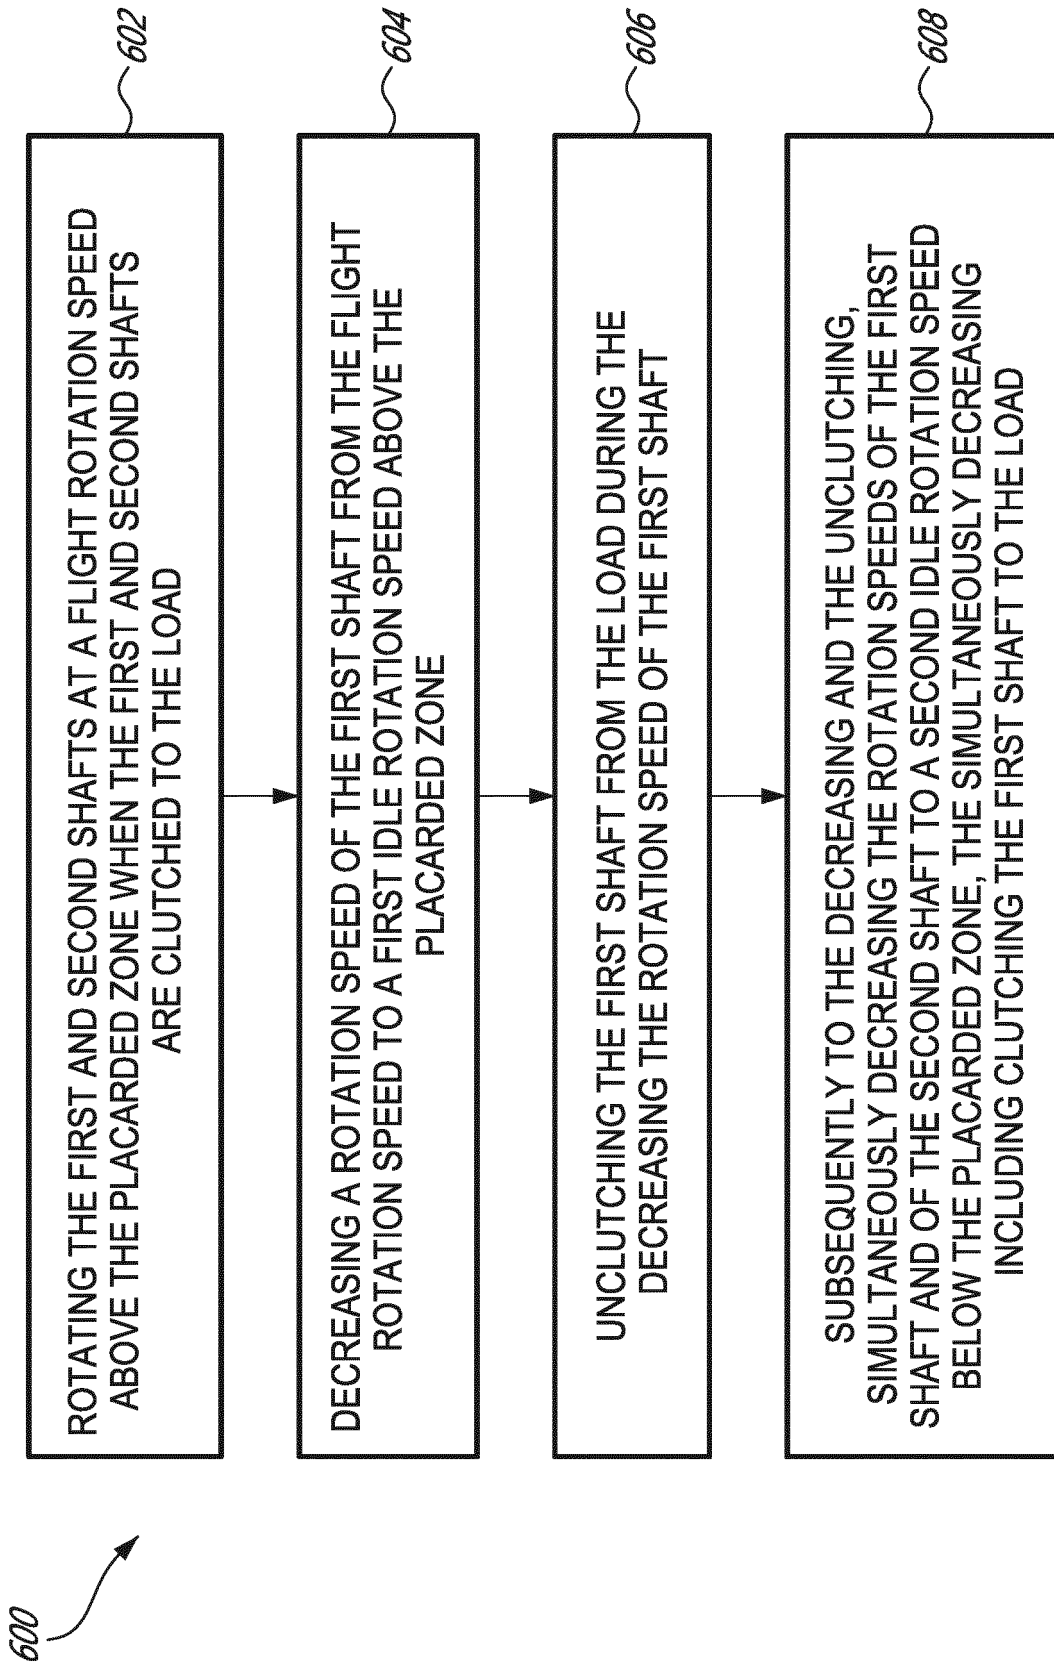 600
602
ROTATING THE FIRST AND SECOND SHAFTS AT A FLIGHT ROTATION SPEED
ABOVE THE PLACARDED ZONE WHEN THE FIRST AND SECOND SHAFTS
ARE CLUTCHED TO THE LOAD
604
DECREASING A ROTATION SPEED OF THE FIRST SHAFT FROM THE FLIGHT
ROTATION SPEED TO A FIRST IDLE ROTATION SPEED ABOVE THE
PLACARDED ZONE
606
UNCLUTCHING THE FIRST SHAFT FROM THE LOAD DURING THE
DECREASING THE ROTATION SPEED OF THE FIRST SHAFT
608
SUBSEQUENTLY TO THE DECREASING AND THE UNCLUTCHING,
SIMULTANEOUSLY DECREASING THE ROTATION SPEEDS OF THE FIRST
SHAFT AND OF THE SECOND SHAFT TO A SECOND IDLE ROTATION SPEED
BELOW THE PLACARDED ZONE, THE SIMULTANEOUSLY DECREASING
INCLUDING CLUTCHING THE FIRST SHAFT TO THE LOAD